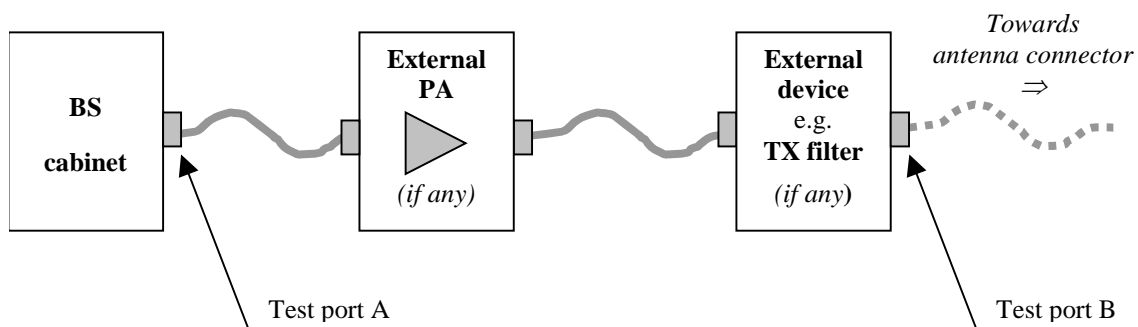 BS
cabinet
External
PA
(if any)
External
device
e.g.
TX filter
(if any)
Towards
antenna connector
⇒
Test port A
Test port B